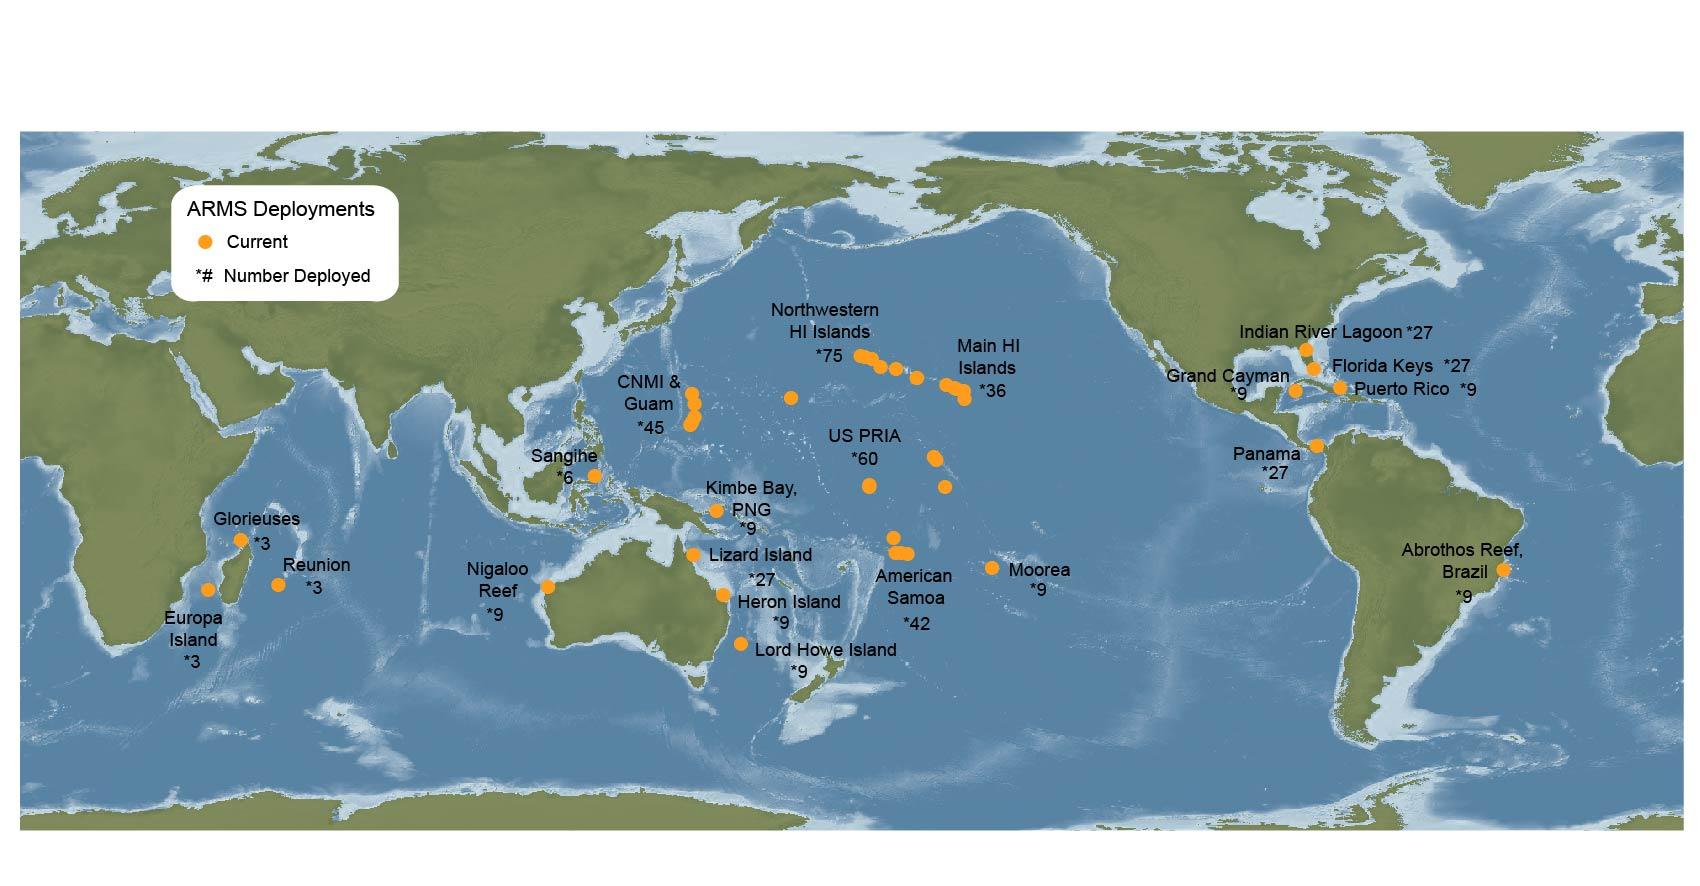 ARMS Deployments
Current
*# Number Deployed
Northwestern
HI Islands
*75
Main HI
Islands
*36
CNMI &
Guam
*45
US PRIA
*60
Sangihe
*6
Kimbe Bay,
PNG
*9
Glorieuses
*3
Reunion
*3
Europa
Island
*3
Nigaloo
Reef
*9
Lizard Island
*27
Heron Island
*9
Lord Howe Island
*9
American
Samoa
*42
Moorea
*9
Indian River Lagoon *27
Florida Keys *27
Grand Cayman
*9
Puerto Rico *9
Panama
*27
Abrothos Reef,
Brazil
*9